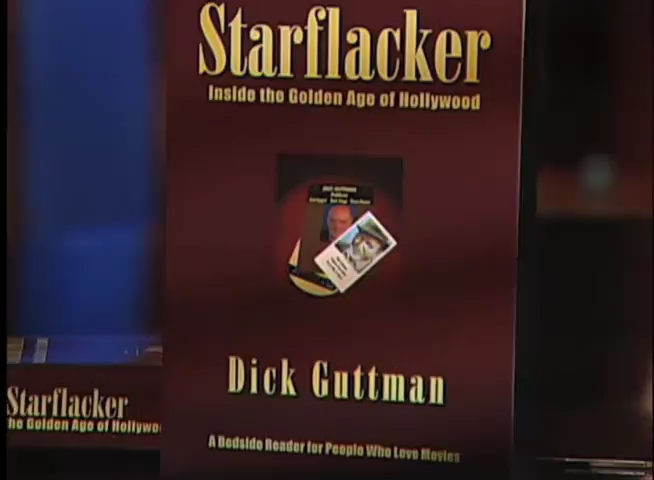 Starflacker
Inside the Golden Age of Hollywood
Dick Guttman
A Bedside Reader for People Who Love Movies
Starflacker
he Golden Age of Hollywo